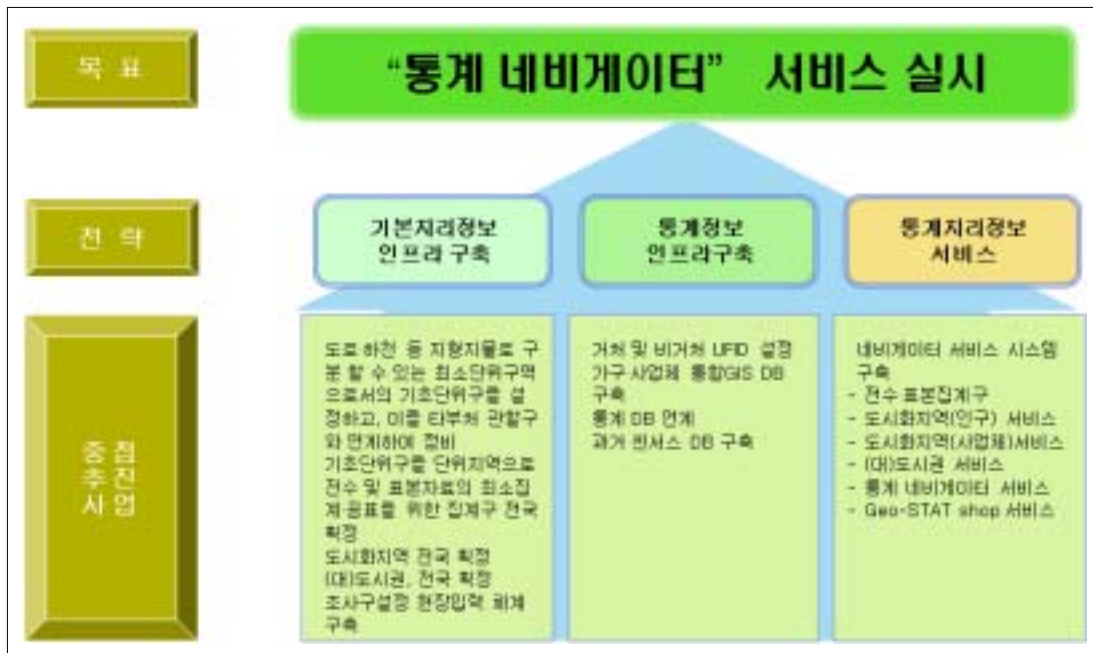 목 표
“통계 네비게이터” 서비스 실시
전 략
기본지리정보
인프라 구축
통계정보
인프라구축
통계지리정보
서비스
중 점
추 진
사 업
도로 하천 등 지형지물로 구
분 할 수 있는 최소단위구역
으로서의 기초단위구를 설
정하고, 이를 타부처 관할구
와 연계하여 정비
기초단위구를 단위지역으로
전수 및 표본자료의 최소집
계·공표를 위한 집계구 전국
획정
도시화지역 전국 획정
(대)도시권, 전국 획정
조사구설정 현장입력 체계
구축
거처 및 비거처 UFID 설정
가구 사업체 통합GIS DB
구축
통계 DB 연계
과거 센서스 DB 구축
네비게이터 서비스 시스템
구축
- 전수 표본집계구
- 도시화지역(인구) 서비스
- 도시화지역(사업체)서비스
- (대)도시권 서비스
- 통계 네비게이터 서비스
- Geo-STAT shop 서비스